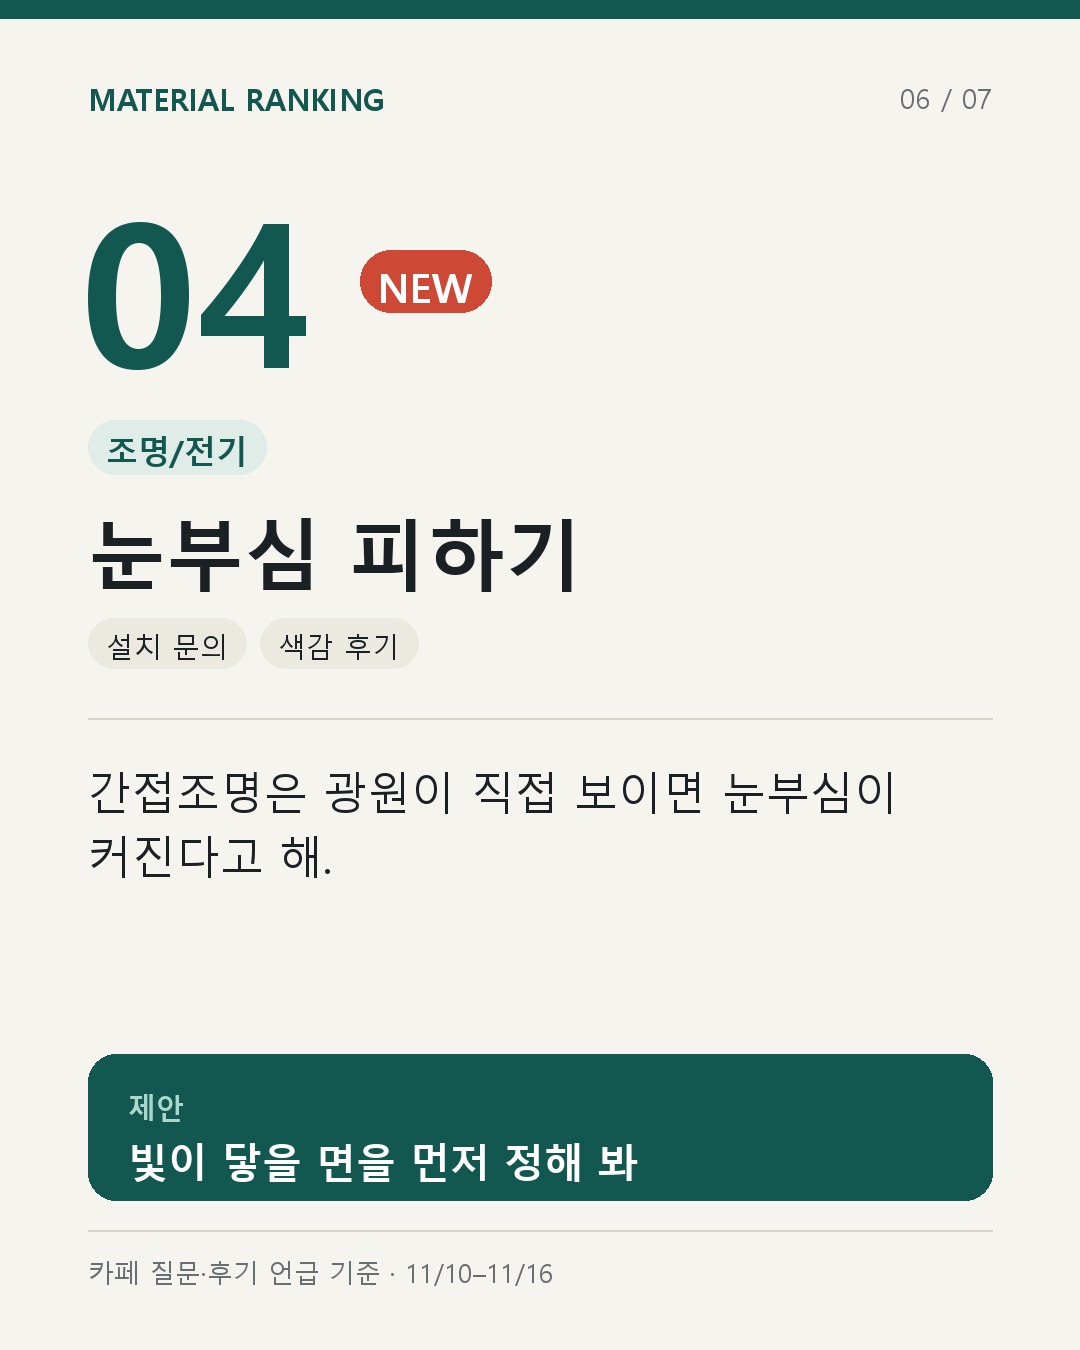 MATERIAL RANKING
06 / 07
04
NEW
조명/전기
눈부심 피하기
설치 문의
색감 후기
간접조명은 광원이 직접 보이면 눈부심이
커진다고 해.
제안
빛이 닿을 면을 먼저 정해 봐
카페 질문·후기 언급 기준 · 11/10–11/16